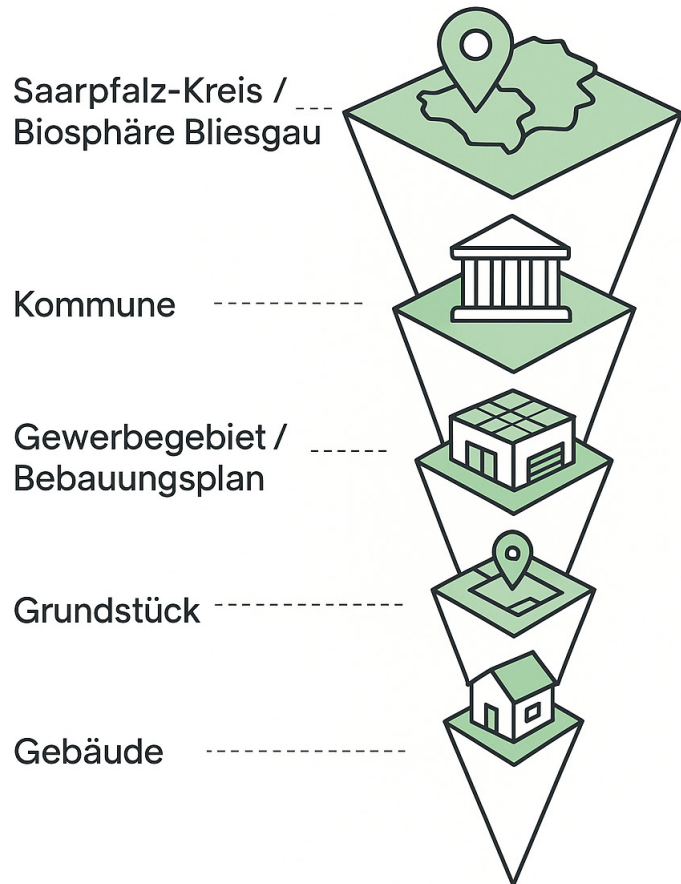 Saarpfalz-Kreis /
Biosphäre Bliesgau
Kommune
Gewerbegebiet /
Bebauungsplan
Grundstück
Gebäude